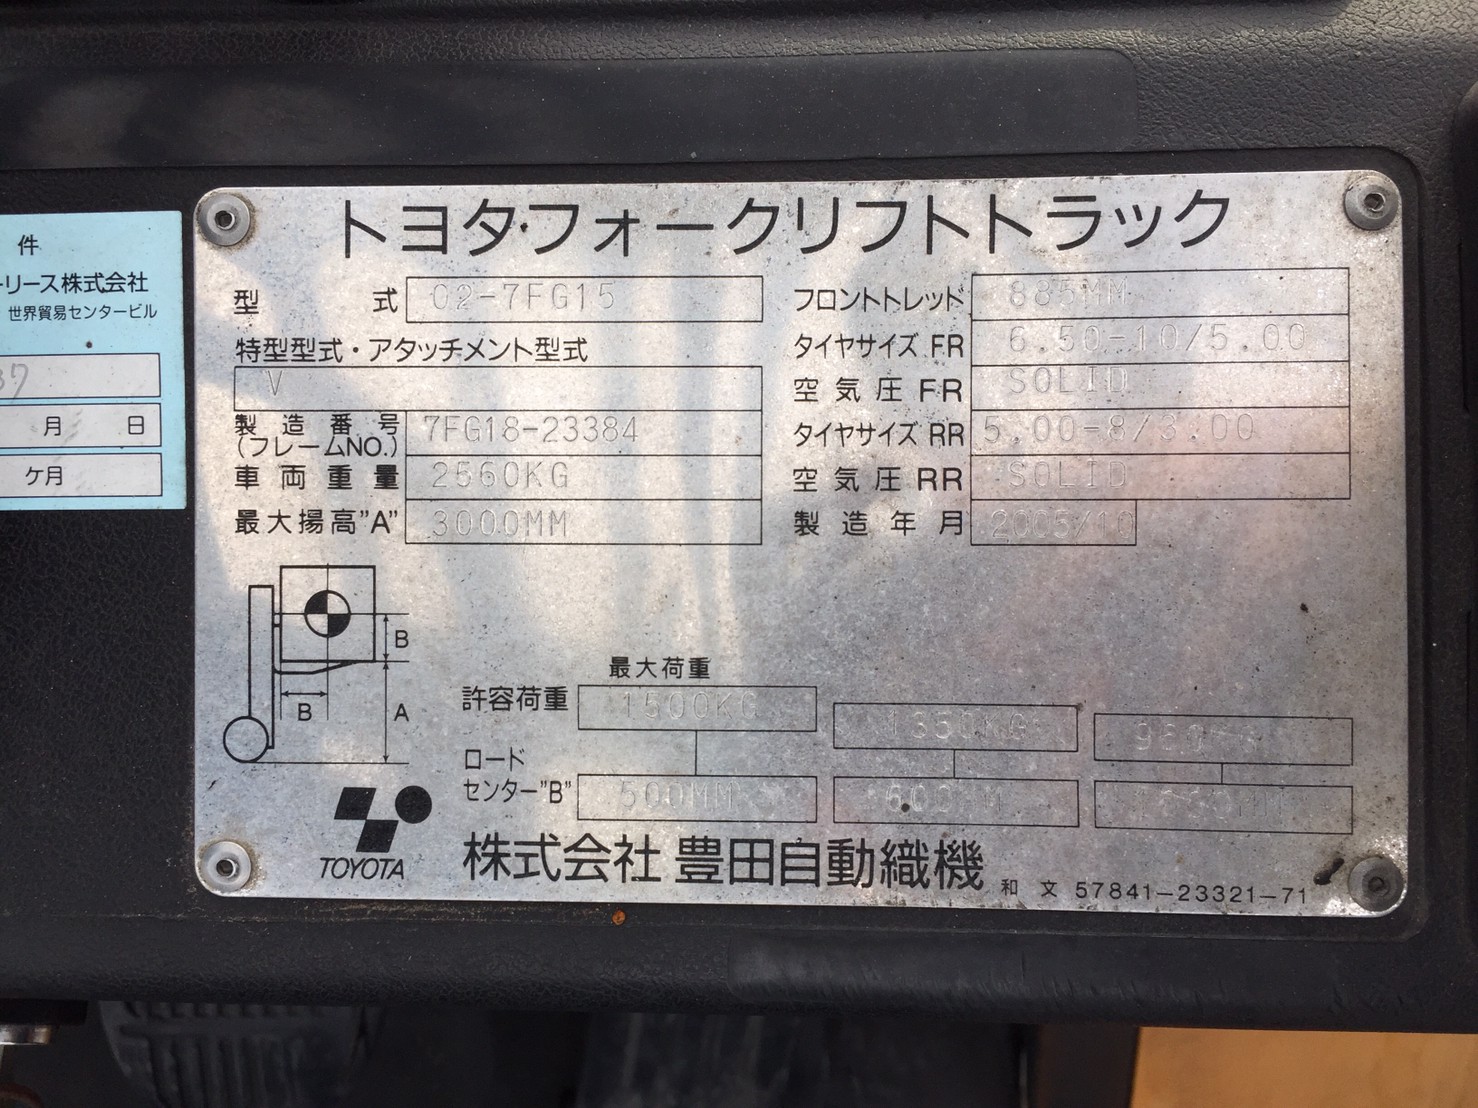 件
リース株式会社
世界貿易センタービル
37
月 日
ケ月
トヨタフォークリフトトラック
型 式 02-7FG15
特型型式・アタッチメント型式
V
製造番号 7FG18-23384
(フレームNO.)
車両重量 2560KG
最大揚高"A" 3000MM
フロントトレッド 885MM
タイヤサイズ FR 6.50-10/5.00
空気圧 FR SOLID
タイヤサイズ RR 5.00-8/3.00
空気圧 RR SOLID
製造年月 2005/10
B
B
A
最大荷重
許容荷重 1500KG 1350KG
ロード
センター"B" 500MM 600MM
TOYOTA
株式会社 豊田自動織機
和 文 57841-23321-71